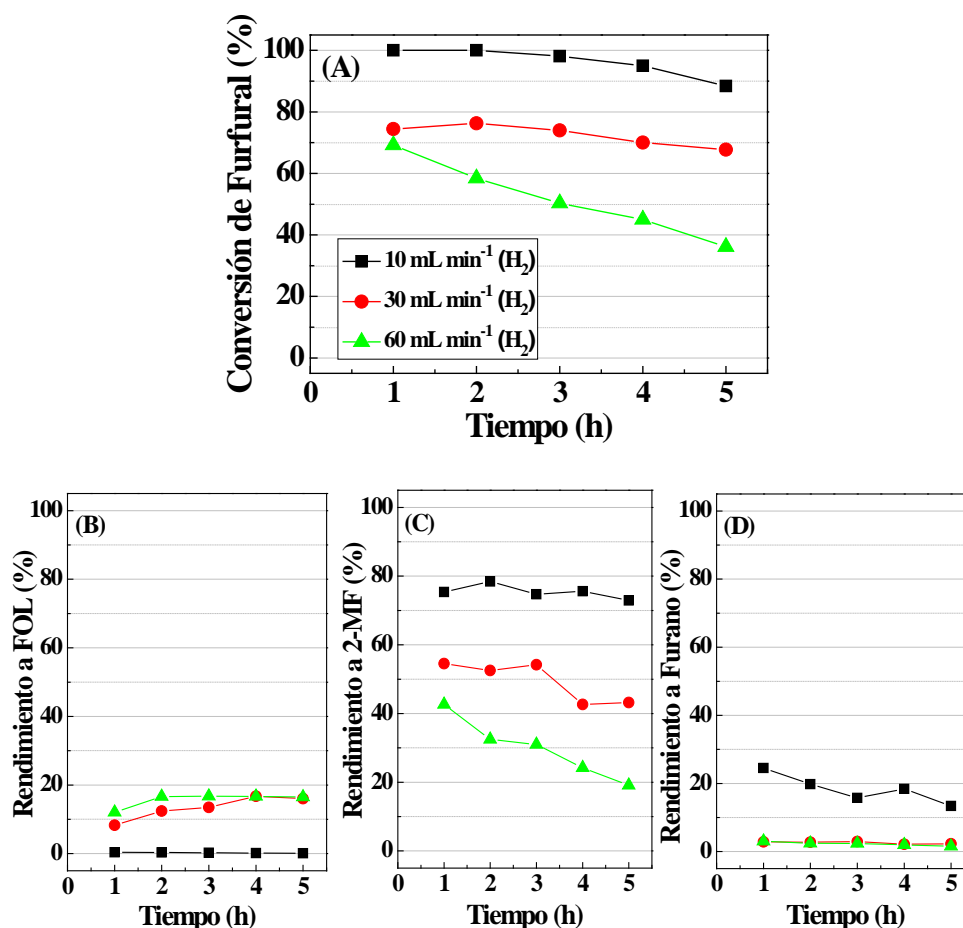 (A)
Conversión de Furfural (%)
100
80
60
40
20
0
10 mL min⁻¹ (H₂)
30 mL min⁻¹ (H₂)
60 mL min⁻¹ (H₂)
0 1 2 3 4 5
Tiempo (h)
(B)
Rendimiento a FOL (%)
100
80
60
40
20
0
0 1 2 3 4 5
Tiempo (h)
(C)
Rendimiento a 2-MF (%)
100
80
60
40
20
0
0 1 2 3 4 5
Tiempo (h)
(D)
Rendimiento a Furano (%)
100
80
60
40
20
0
0 1 2 3 4 5
Tiempo (h)